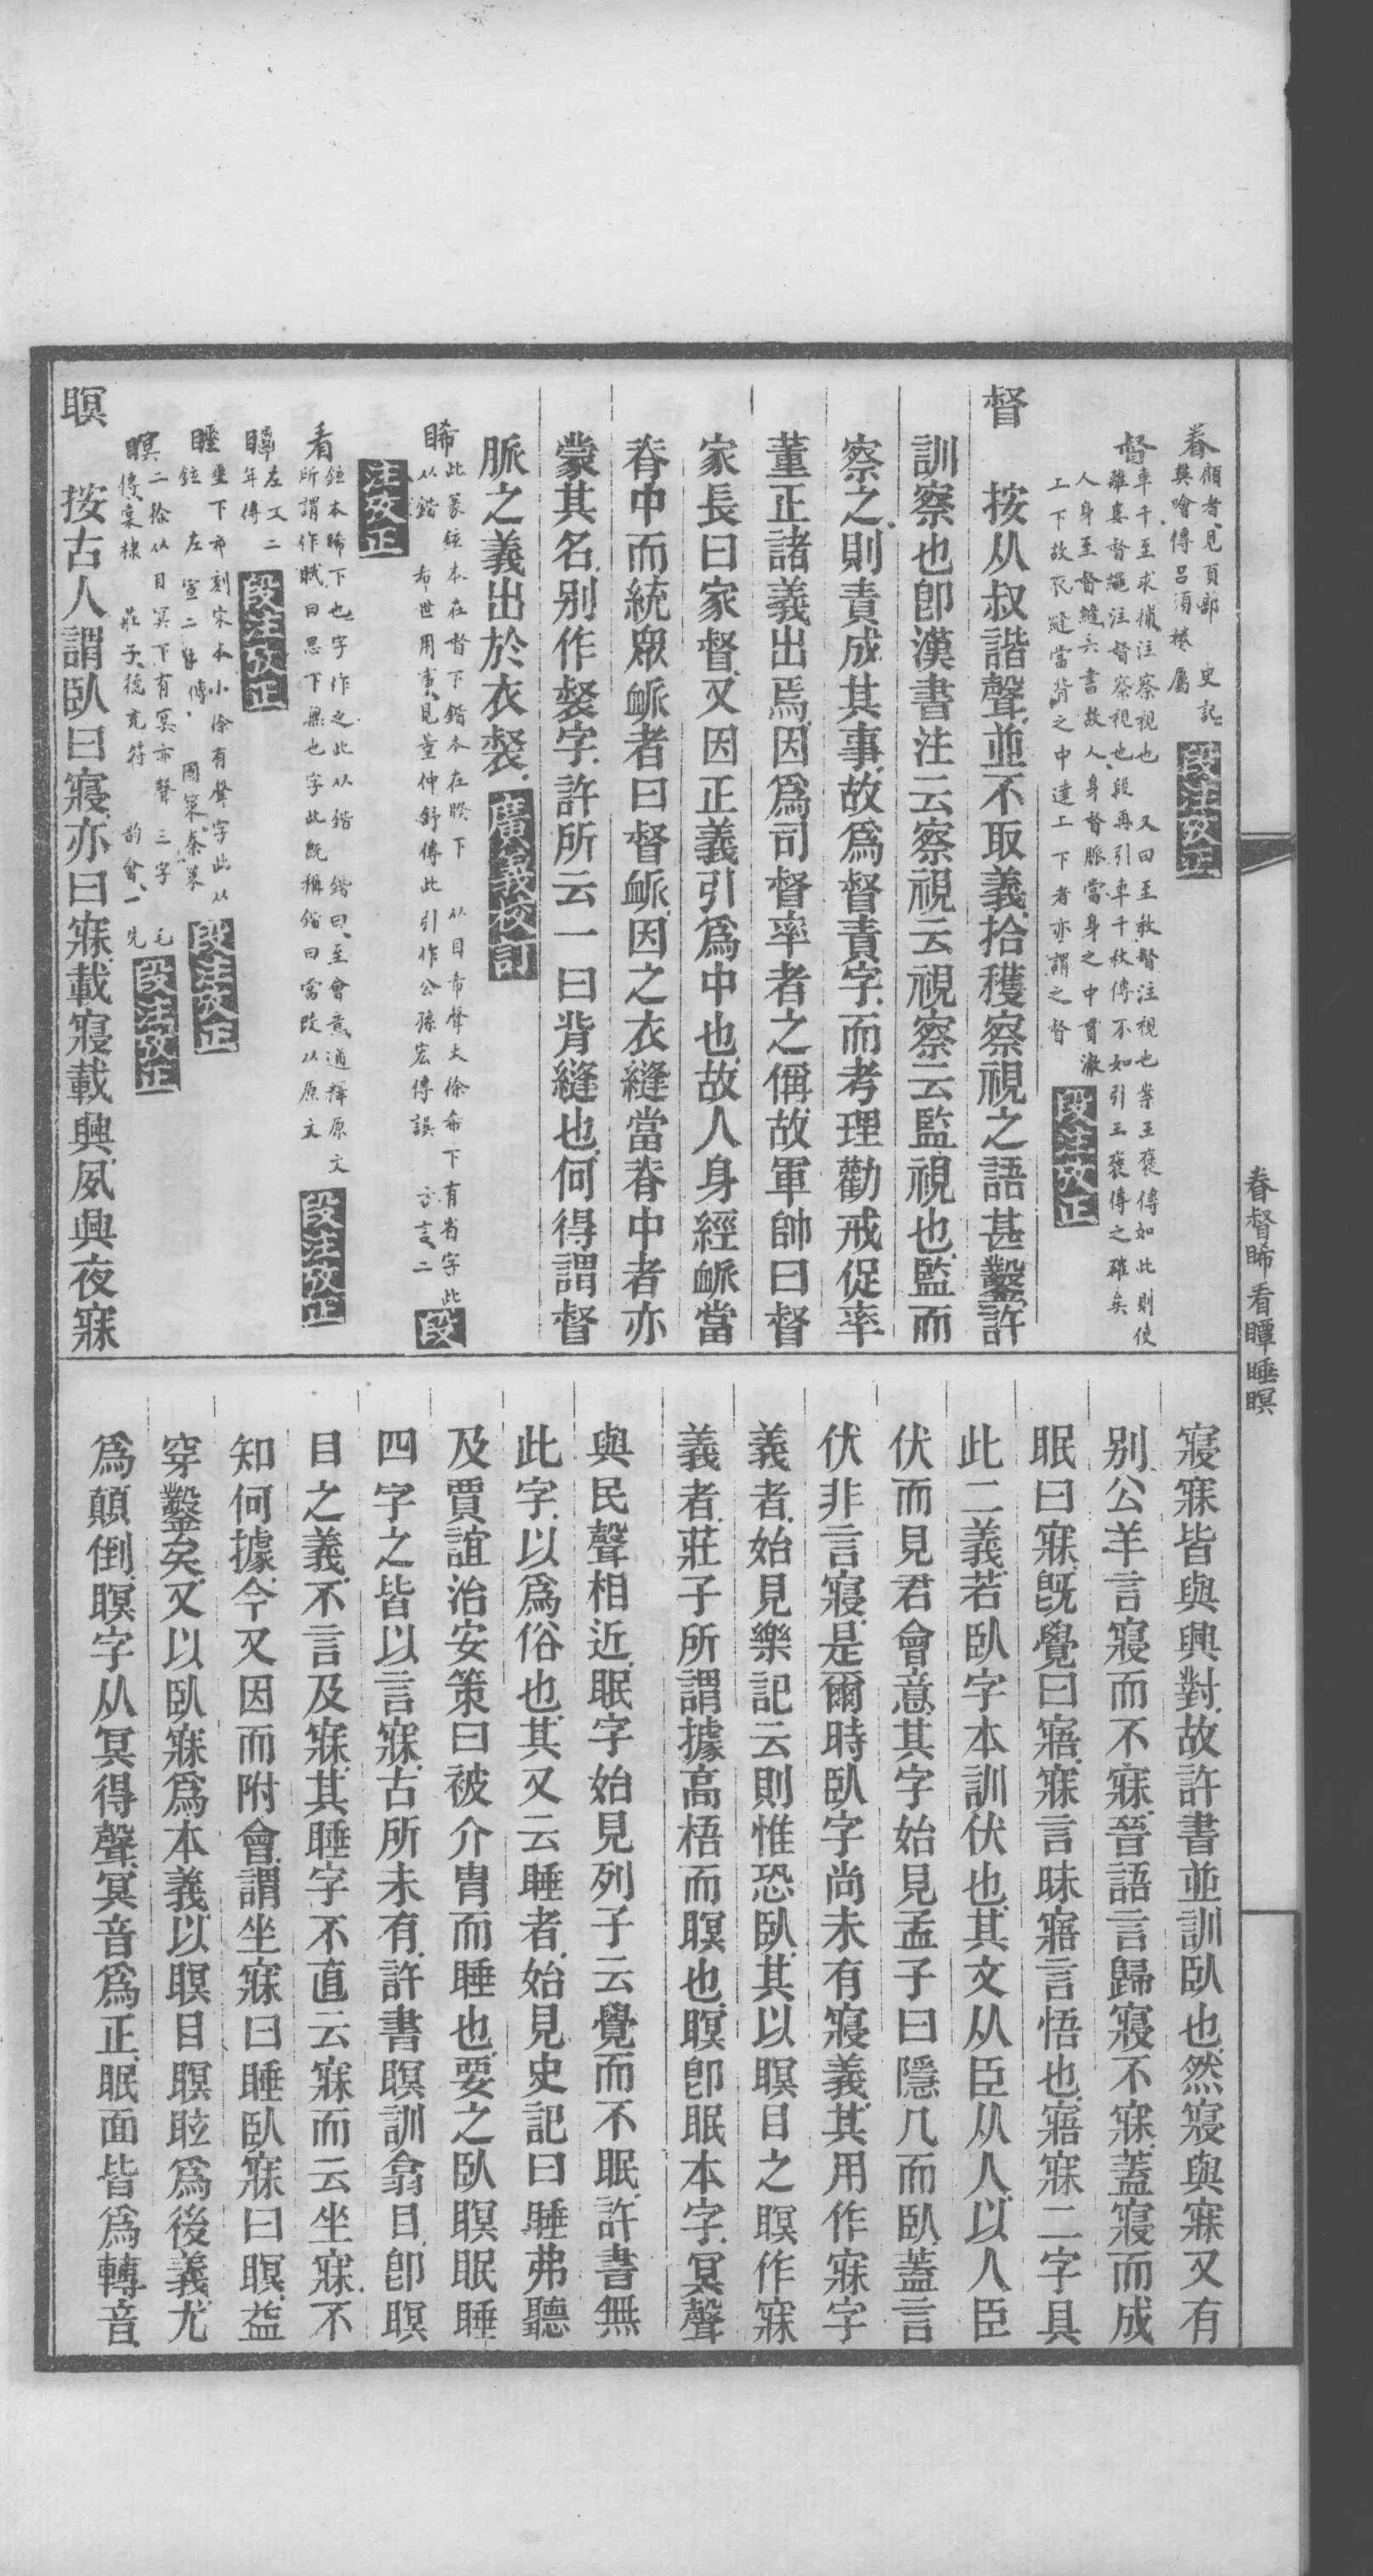 眷 顧者見頁部 史記
樊噲傳呂須婘屬 段注攷正
督 車千至求捕注察視也 又曰至敕督注視也案王褒傳如此則使
離婁督繩注督察視也段再引車千秋傳不如引王褒傳之確矣
人身至督縫六書故人身督脈當身之中貫澈
上下故衣縫當背之中達上下者亦謂之督 段注攷正
督 按从叔諧聲並不取義拾穫察視之語甚鑿許
訓察也卽漢書注云察視云視察云監視也監而
察之則責成其事故爲督責字而考理勸戒促率
董正諸義出焉因爲司督率者之偁故軍帥曰督
家長曰家督又因正義引爲中也故人身經衇當
脊中而統眾衇者曰督衇因之衣縫當脊中者亦
蒙其名別作裻字許所云一曰背縫也何得謂督
脈之義出於衣裻 廣義校訂
睎 此篆鉉本在督下鍇本在睽下 从目希聲大徐希下有省字此
以鍇 希世用事見董仲舒傳此引作公孫宏傳誤 方言二 段
注攷正
看 鉉本睎下也字作之此从鍇 鍇曰至會意通釋原文
所謂作賦曰思下槩也字此旣稱鍇曰當改从原文 段注攷正
瞫 左文二
年傳 段注攷正
睡 坐下祁刻宋本小徐有聲字此从
鉉 左宣二年傳 國策秦策 段注攷正
瞑 二徐从目冥下有冥亦聲三字 毛
傳棠棣 莊子德充符 韵會一先 段注攷正
瞑 按古人謂臥曰寢亦曰寐載寢載興夙興夜寐
寢寐皆與興對故許書並訓臥也然寢與寐又有
別公羊言寢而不寐晉語言歸寢不寐蓋寢而成
眠曰寐旣覺曰寤寐言昧寤言悟也寤寐二字具
此二義若臥字本訓伏也其文从臣从人以人臣
伏而見君會意其字始見孟子曰隱几而臥蓋言
伏非言寢是爾時臥字尚未有寢義其用作寐字
義者始見樂記云則惟恐臥其以瞑目之瞑作寐
義者莊子所謂據高梧而瞑也瞑卽眠本字冥聲
與民聲相近眠字始見列子云覺而不眠許書無
此字以爲俗也其又云睡者始見史記曰睡弗聽
及賈誼治安策曰被介冑而睡也要之臥瞑眠睡
四字之皆以言寐古所未有許書瞑訓翕目卽瞑
目之義不言及寐其睡字不直云寐而云坐寐不
知何據今又因而附會謂坐寐曰睡臥寐曰瞑益
穿鑿矣又以臥寐爲本義以瞑目瞑眩爲後義尤
爲顛倒瞑字从冥得聲冥音爲正眠面皆爲轉音
眷督睎看瞫睡瞑